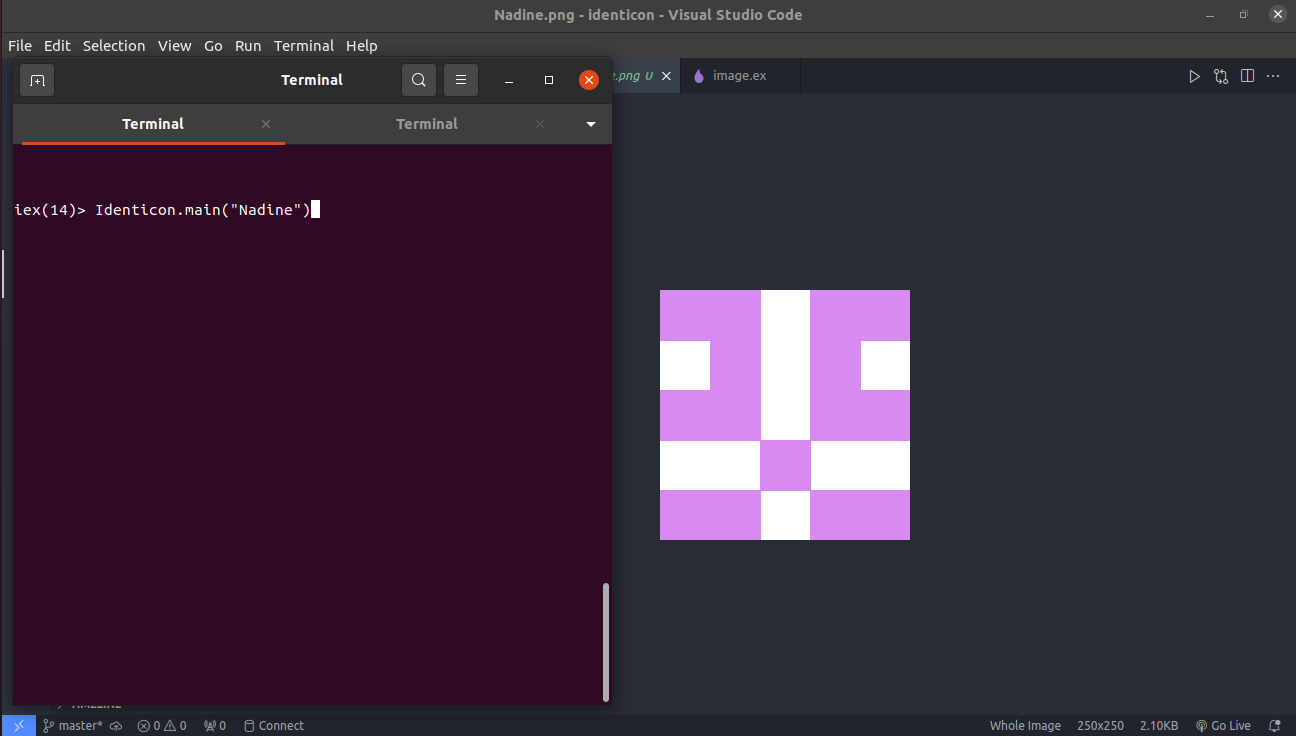 Nadine.png - identicon - Visual Studio Code
File Edit Selection View Go Run Terminal Help
Terminal
.png U
image.ex
Terminal
Terminal
iex(14)> Identicon.main("Nadine")
TIMELINE
master* 0 0 0 Connect
Whole Image 250x250 2.10KB Go Live